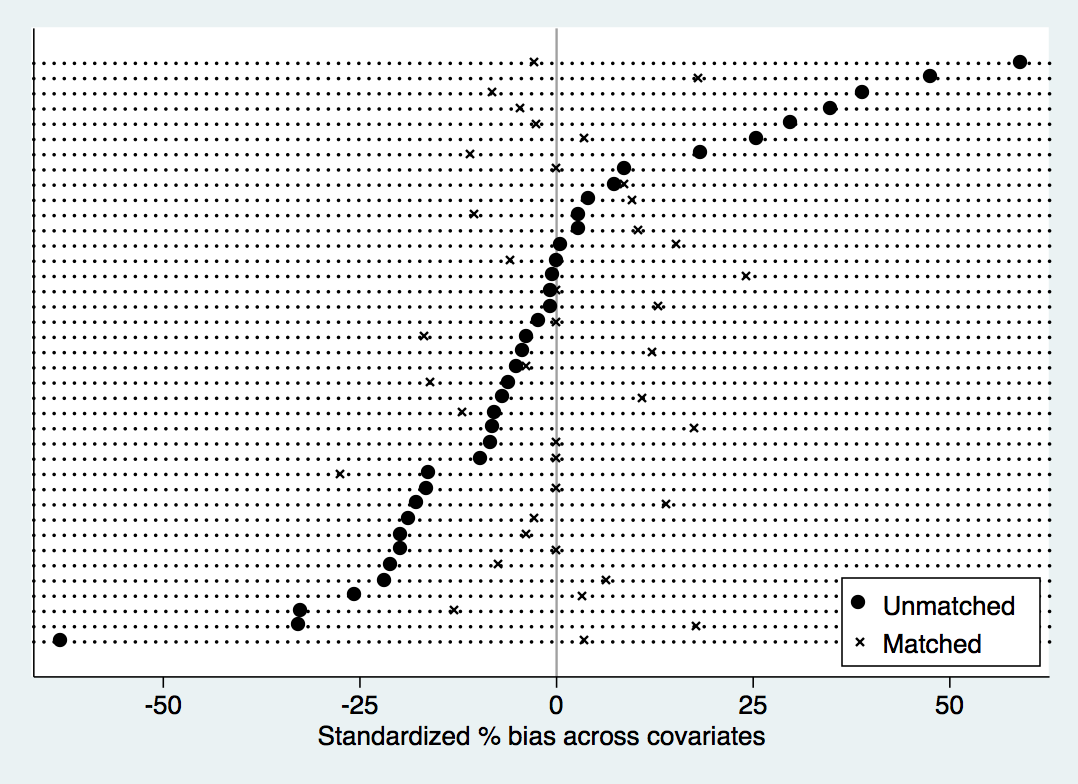 Unmatched
Matched
-50 -25 0 25 50
Standardized % bias across covariates